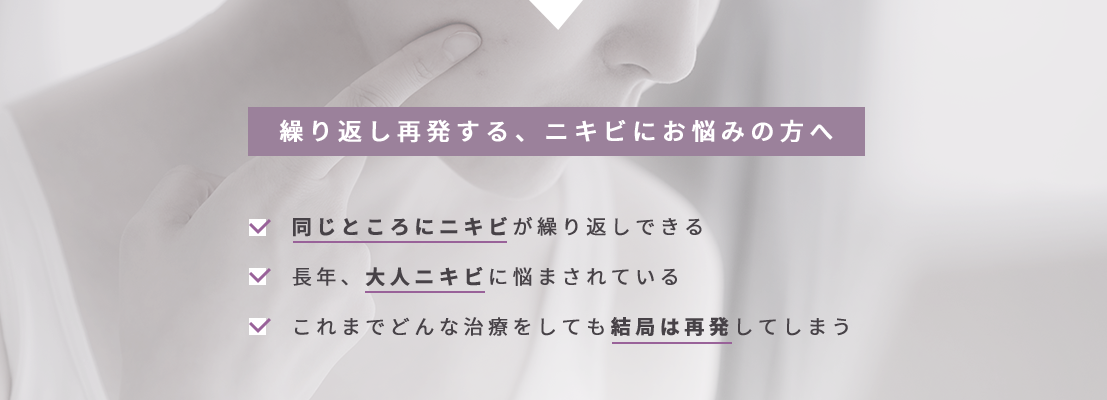 繰り返し再発する、ニキビにお悩みの方へ
同じところにニキビが繰り返しできる
長年、大人ニキビに悩まされている
これまでどんな治療をしても結局は再発してしまう